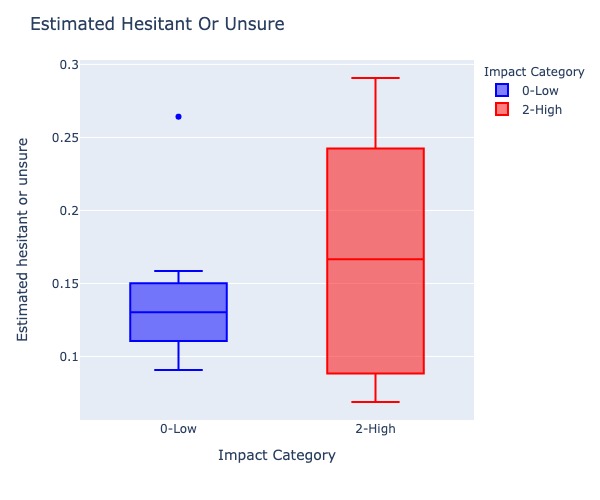 Estimated Hesitant Or Unsure
Impact Category
0-Low
2-High
Estimated hesitant or unsure
0.3
0.25
0.2
0.15
0.1
0-Low
2-High
Impact Category